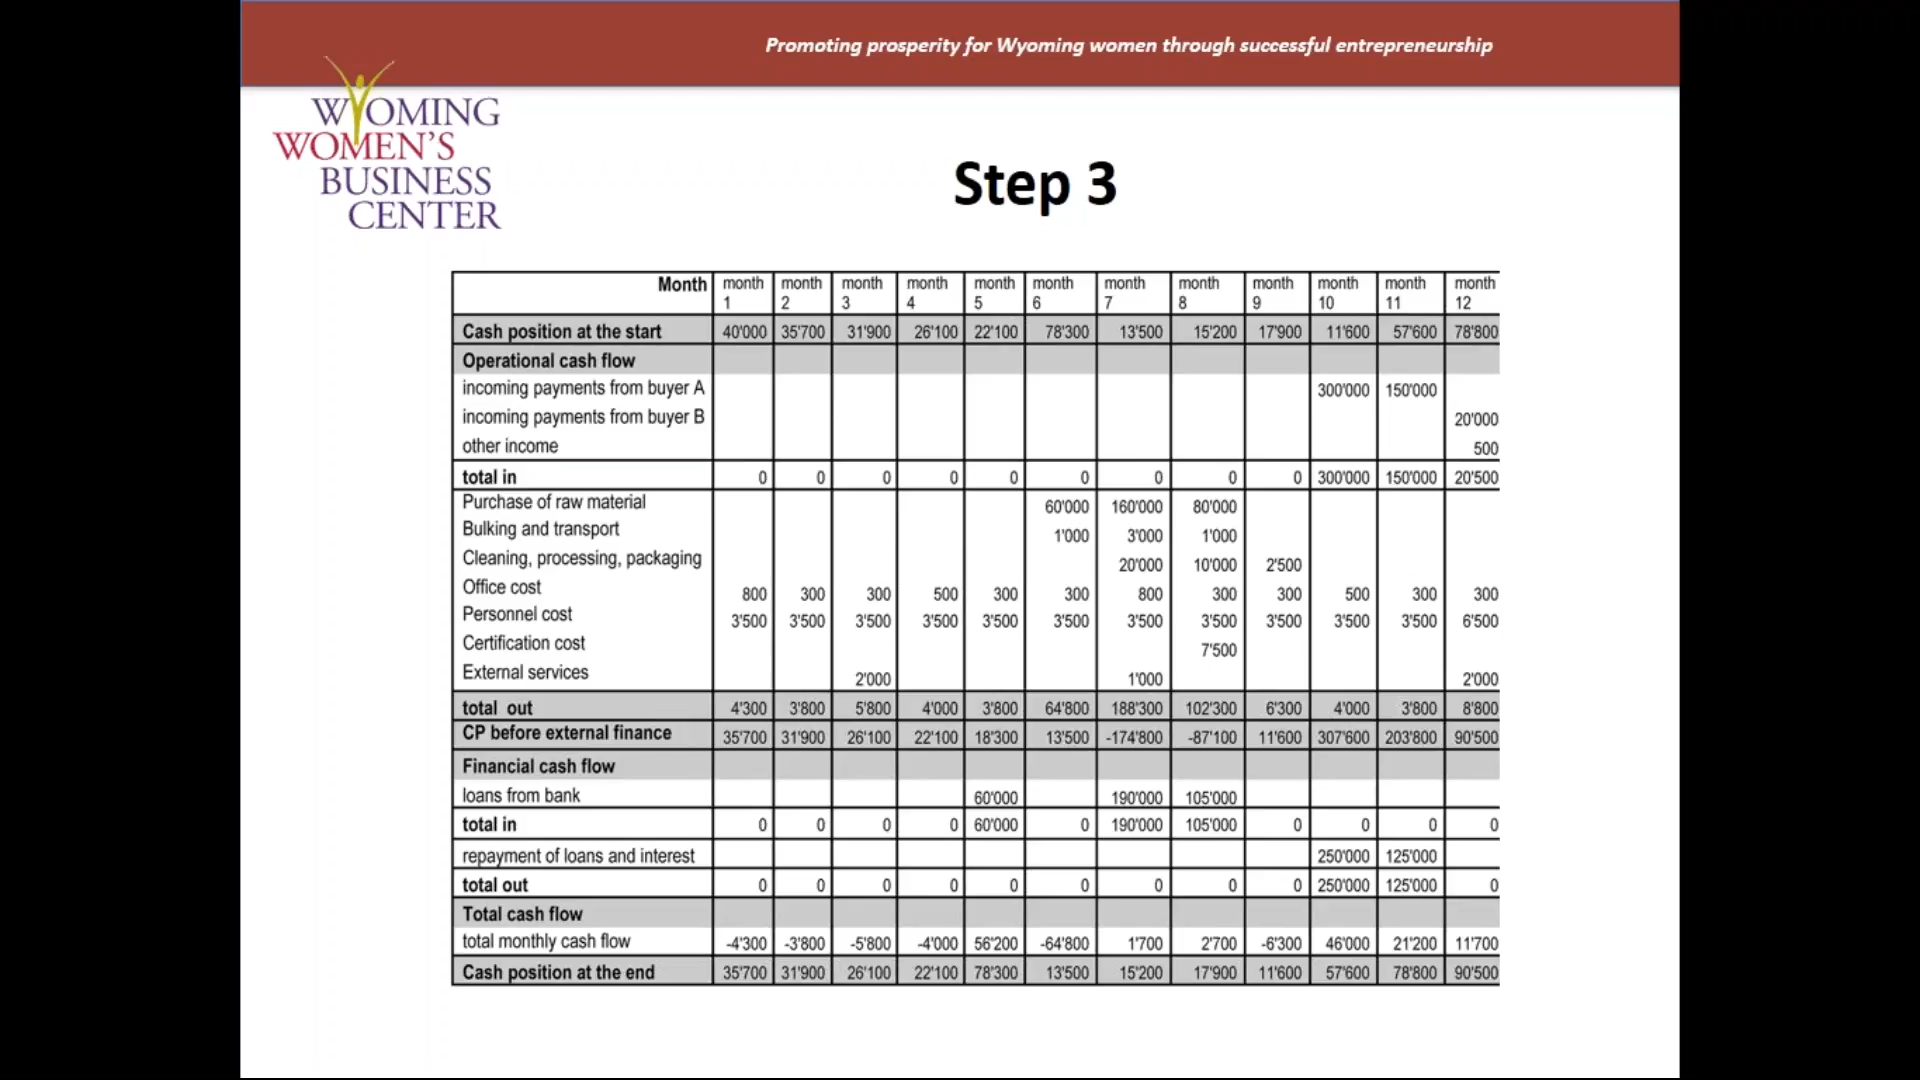 Promoting prosperity for Wyoming women through successful entrepreneurship
WYOMING
WOMEN'S
BUSINESS
CENTER
Step 3
Month month 1 month 2 month 3 month 4 month 5 month 6 month 7 month 8 month 9 month 10 month 11 month 12
Cash position at the start 40'000 35'700 31'900 26'100 22'100 78'300 13'500 15'200 17'900 11'600 57'600 78'800
Operational cash flow
incoming payments from buyer A 300'000 150'000
incoming payments from buyer B 20'000
other income 500
total in 0 0 0 0 0 0 0 0 0 300'000 150'000 20'500
Purchase of raw material 60'000 160'000 80'000
Bulking and transport 1'000 3'000 1'000
Cleaning, processing, packaging 20'000 10'000 2'500
Office cost 800 300 300 500 300 300 800 300 300 500 300 300
Personnel cost 3'500 3'500 3'500 3'500 3'500 3'500 3'500 3'500 3'500 3'500 3'500 6'500
Certification cost 7'500
External services 2'000 1'000 2'000
total out 4'300 3'800 5'800 4'000 3'800 64'800 188'300 102'300 6'300 4'000 3'800 8'800
CP before external finance 35'700 31'900 26'100 22'100 18'300 13'500 -174'800 -87'100 11'600 307'600 203'800 90'500
Financial cash flow
loans from bank 60'000 190'000 105'000
total in 0 0 0 0 60'000 0 190'000 105'000 0 0 0 0
repayment of loans and interest 250'000 125'000
total out 0 0 0 0 0 0 0 0 0 250'000 125'000 0
Total cash flow
total monthly cash flow -4'300 -3'800 -5'800 -4'000 56'200 -64'800 1'700 2'700 -6'300 46'000 21'200 11'700
Cash position at the end 35'700 31'900 26'100 22'100 78'300 13'500 15'200 17'900 11'600 57'600 78'800 90'500